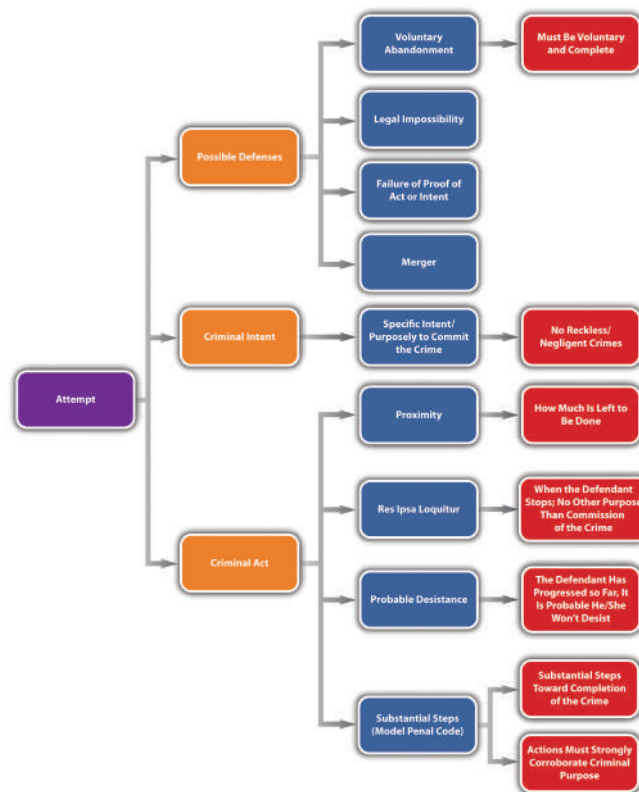 Voluntary
Abandonment
Must Be Voluntary
and Complete
Legal Impossibility
Possible Defenses
Failure of Proof of
Act or Intent
Merger
Criminal Intent
Specific Intent/
Purposely to Commit
the Crime
No Reckless/
Negligent Crimes
Attempt
Proximity
How Much Is Left to
Be Done
Res Ipsa Loquitur
When the Defendant
Stops; No Other Purpose
Than Commission
of the Crime
Criminal Act
Probable Desistance
The Defendant Has
Progressed so Far, It
Is Probable He/She
Won't Desist
Substantial Steps
(Model Penal Code)
Substantial Steps
Toward Completion
of the Crime
Actions Must Strongly
Corroborate Criminal
Purpose